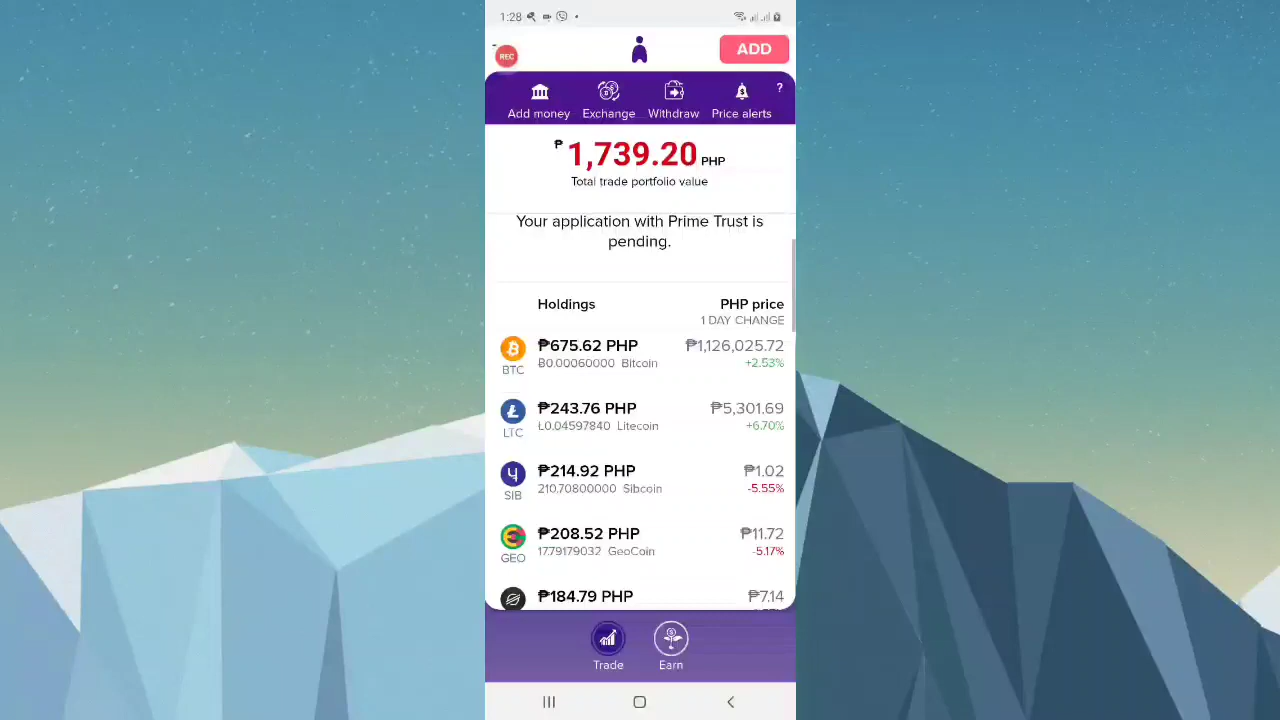 1:28
REC
ADD
Add money Exchange Withdraw Price alerts ?
₱ 1,739.20 PHP
Total trade portfolio value
Your application with Prime Trust is
pending.
Holdings PHP price
1 DAY CHANGE
₱675.62 PHP ₱1,126,025.72
BTC Ƀ0.00060000 Bitcoin +2.53%
₱243.76 PHP ₱5,301.69
LTC Ł0.04597840 Litecoin +6.70%
₱214.92 PHP ₱1.02
SIB 210.70800000 Sibcoin -5.55%
₱208.52 PHP ₱11.72
GEO 17.79179032 GeoCoin -5.17%
₱184.79 PHP ₱7.14
Trade Earn